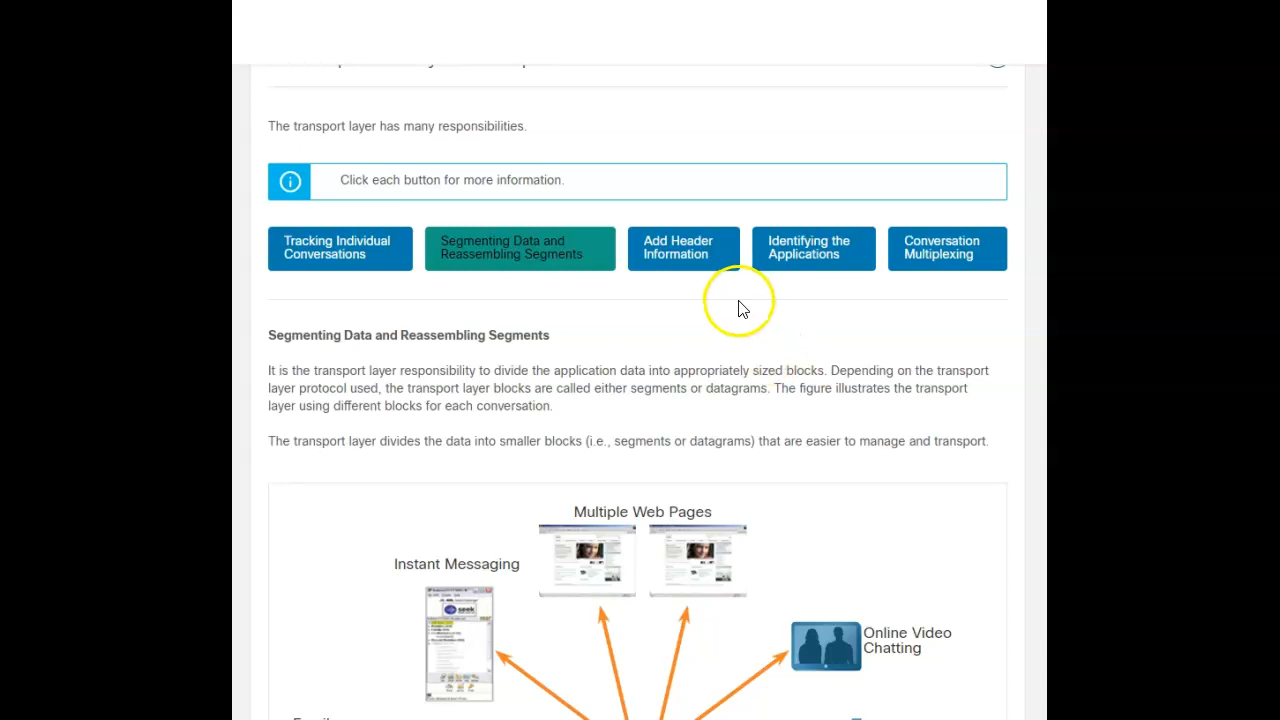 The transport layer has many responsibilities.
Click each button for more information.
Tracking Individual
Conversations
Segmenting Data and
Reassembling Segments
Add Header
Information
Identifying the
Applications
Conversation
Multiplexing
Segmenting Data and Reassembling Segments
It is the transport layer responsibility to divide the application data into appropriately sized blocks. Depending on the transport
layer protocol used, the transport layer blocks are called either segments or datagrams. The figure illustrates the transport
layer using different blocks for each conversation.
The transport layer divides the data into smaller blocks (i.e., segments or datagrams) that are easier to manage and transport.
Multiple Web Pages
Instant Messaging
seek
Online Video
Chatting
Email